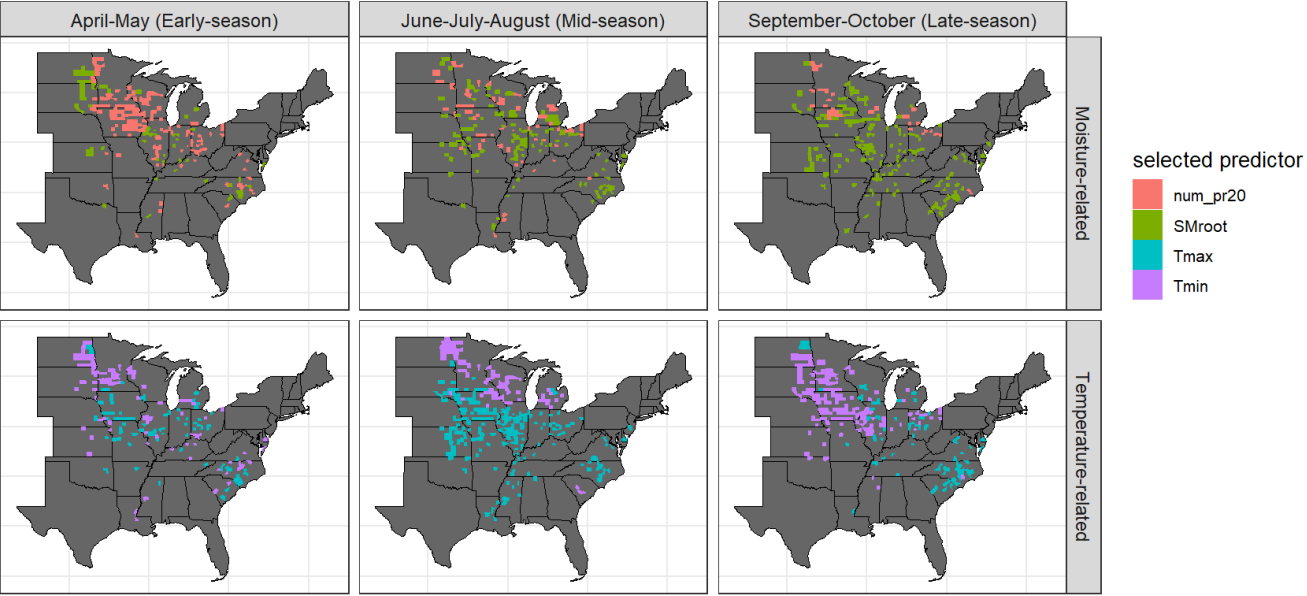 April-May (Early-season)
June-July-August (Mid-season)
September-October (Late-season)
Moisture-related
Temperature-related
selected predictor
num_pr20
SMroot
Tmax
Tmin